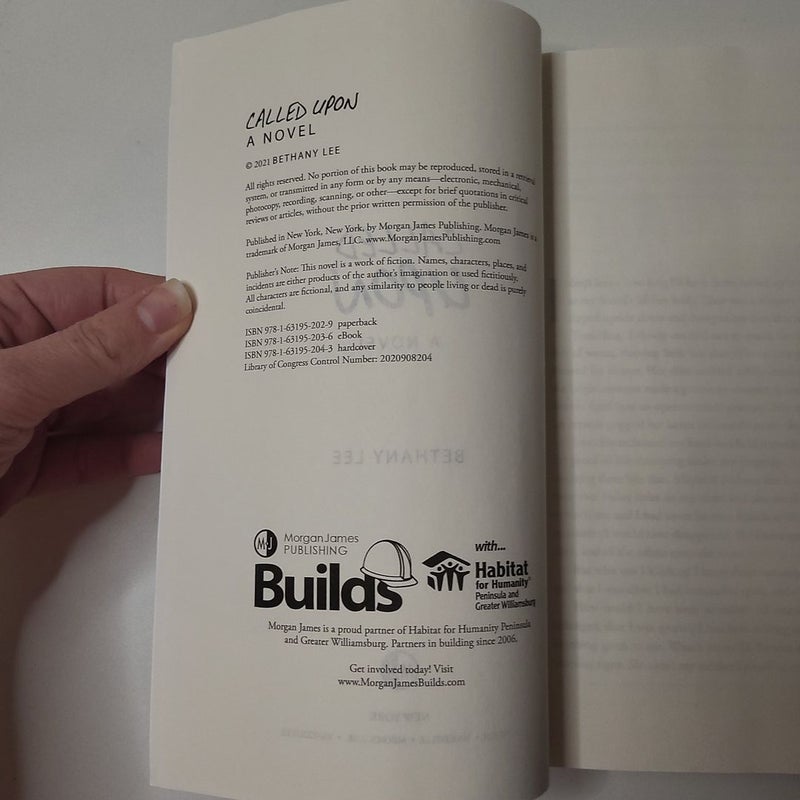 CALLED UPON
A NOVEL
© 2021 BETHANY LEE
All rights reserved. No portion of this book may be reproduced, stored in a retrieval
system, or transmitted in any form or by any means—electronic, mechanical,
photocopy, recording, scanning, or other—except for brief quotations in critical
reviews or articles, without the prior written permission of the publisher.
Published in New York, New York, by Morgan James Publishing. Morgan James is a
trademark of Morgan James, LLC. www.MorganJamesPublishing.com
Publisher's Note: This novel is a work of fiction. Names, characters, places, and
incidents are either products of the author's imagination or used fictitiously.
All characters are fictional, and any similarity to people living or dead is purely
coincidental.
ISBN 978-1-63195-202-9 paperback
ISBN 978-1-63195-203-6 eBook
ISBN 978-1-63195-204-3 hardcover
Library of Congress Control Number: 2020908204
BETHANY LEE
MJ Morgan James
PUBLISHING
Builds
with...
Habitat
for Humanity®
Peninsula and
Greater Williamsburg
Morgan James is a proud partner of Habitat for Humanity Peninsula
and Greater Williamsburg. Partners in building since 2006.
Get involved today! Visit
www.MorganJamesBuilds.com